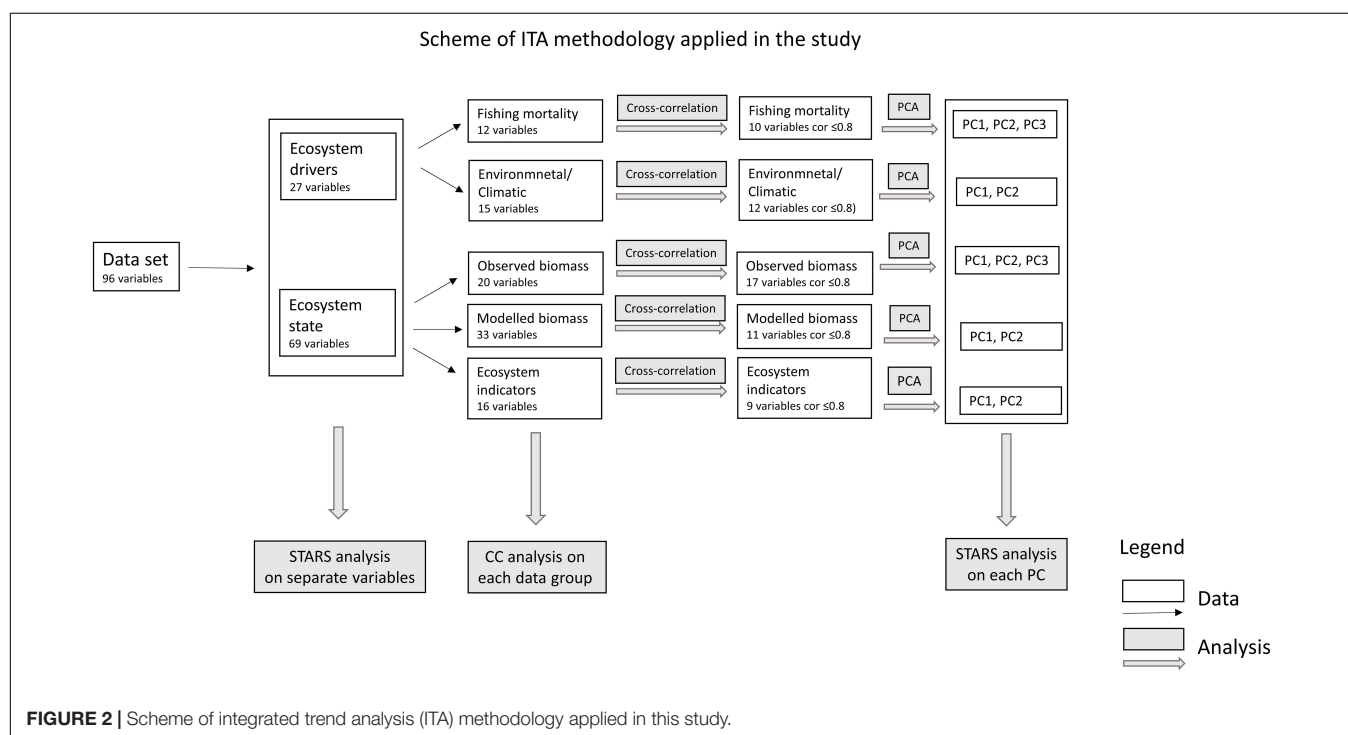 Scheme of ITA methodology applied in the study
Data set
96 variables
Ecosystem
drivers
27 variables
Ecosystem
state
69 variables
Fishing mortality
12 variables
Cross-correlation
Fishing mortality
10 variables cor ≤0.8
PCA
PC1, PC2, PC3
Environmnetal/
Climatic
15 variables
Cross-correlation
Environmnetal/
Climatic
12 variables cor ≤0.8)
PCA
PC1, PC2
Observed biomass
20 variables
Cross-correlation
Observed biomass
17 variables cor ≤0.8
PCA
PC1, PC2, PC3
Modelled biomass
33 variables
Cross-correlation
Modelled biomass
11 variables cor ≤0.8
PCA
PC1, PC2
Ecosystem
indicators
16 variables
Cross-correlation
Ecosystem
indicators
9 variables cor ≤0.8
PCA
PC1, PC2
STARS analysis
on separate variables
CC analysis on
each data group
STARS analysis
on each PC
Legend
Data
Analysis
FIGURE 2 | Scheme of integrated trend analysis (ITA) methodology applied in this study.